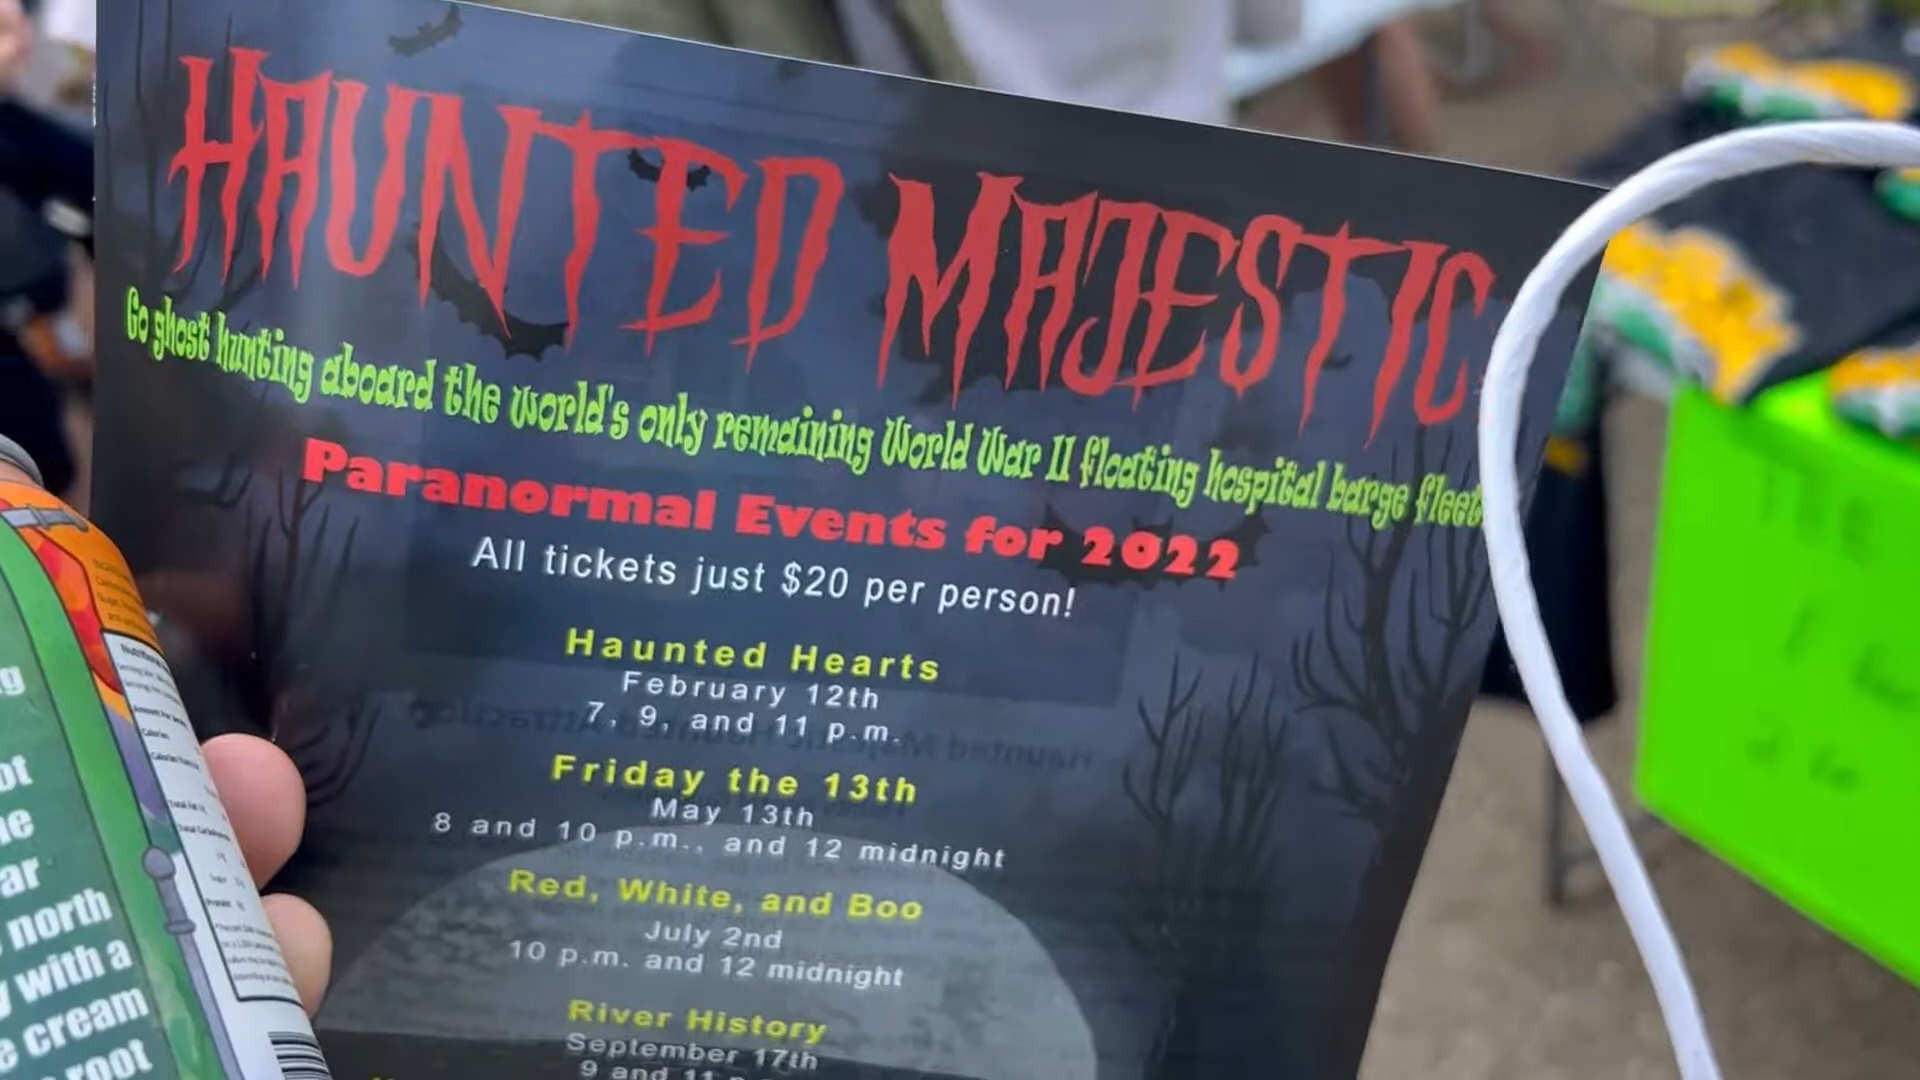 HAUNTED MAJESTIC
Go ghost hunting aboard the world's only remaining World War II floating hospital barge fleet
Paranormal Events for 2022
All tickets just $20 per person!
Haunted Hearts
February 12th
7, 9, and 11 p.m.
Friday the 13th
May 13th
8 and 10 p.m., and 12 midnight
Red, White, and Boo
July 2nd
10 p.m. and 12 midnight
River History
September 17th
9 and 11
north
with a
cream
root